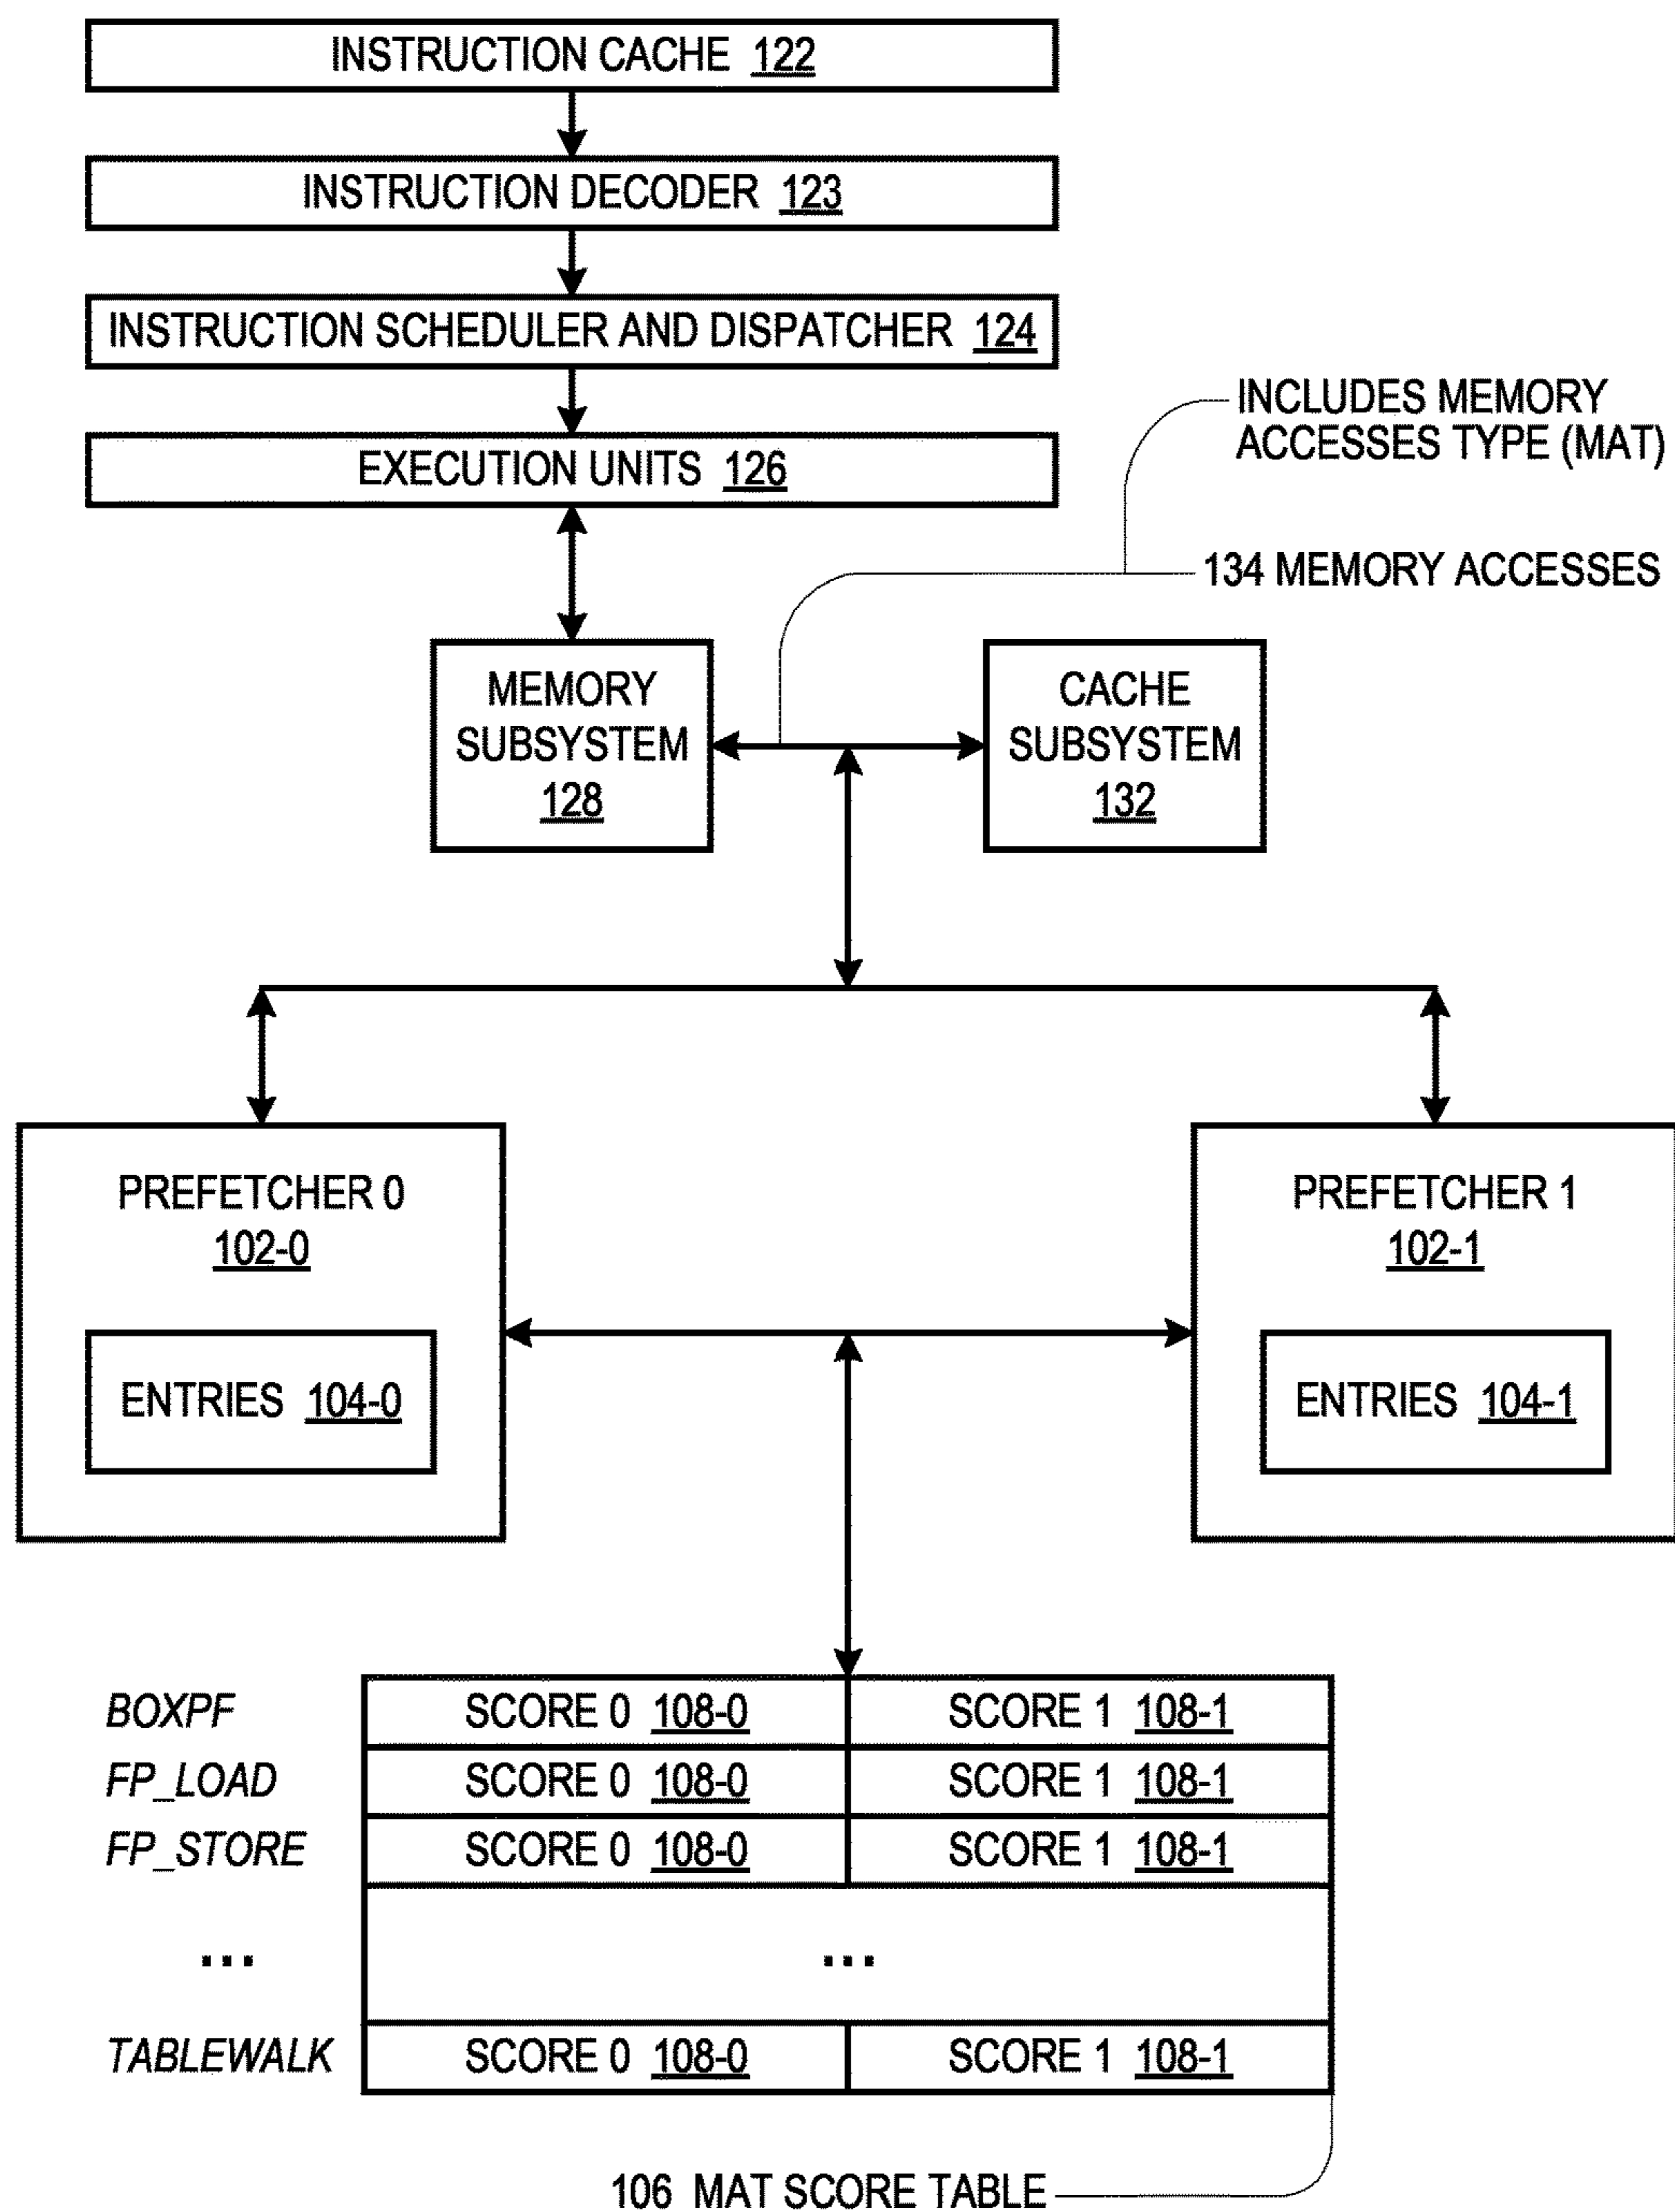 INSTRUCTION CACHE 122
INSTRUCTION DECODER 123
INSTRUCTION SCHEDULER AND DISPATCHER 124
INCLUDES MEMORY
ACCESSES TYPE (MAT)
EXECUTION UNITS 126
134 MEMORY ACCESSES
MEMORY
SUBSYSTEM
128
CACHE
SUBSYSTEM
132
PREFETCHER 0
102-0
ENTRIES 104-0
PREFETCHER 1
102-1
ENTRIES 104-1
BOXPF SCORE 0 108-0 SCORE 1 108-1
FP_LOAD SCORE 0 108-0 SCORE 1 108-1
FP_STORE SCORE 0 108-0 SCORE 1 108-1
... ...
TABLEWALK SCORE 0 108-0 SCORE 1 108-1
106 MAT SCORE TABLE